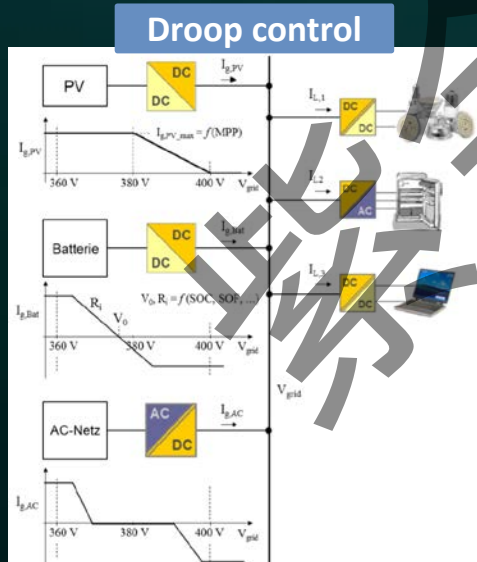 Droop control
PV
DC
DC
I_g,PV
I_g,PV
I_g,PV_max = f(MPP)
360 V
380 V
400 V
V_grid
Batterie
DC
DC
I_g,bat
V_0, R_i = f(SOC, SOF, ...)
I_g,Bat
R_i
V_0
360 V
380 V
400 V
V_grid
AC-Netz
AC
DC
I_g,AC
I_g,AC
360 V
380 V
400 V
V_grid
I_L,1
DC
DC
I_L2
DC
AC
I_L,3
DC
DC
V_grid